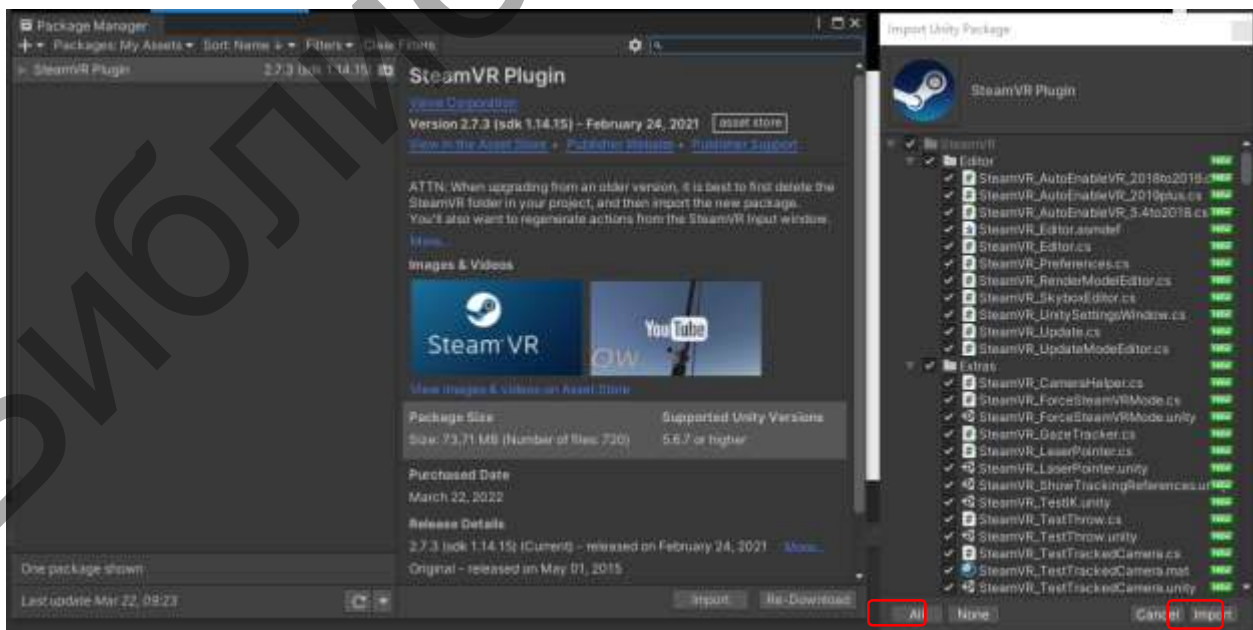 Package Manager
+ Packages: My Assets Sort: Name ↓ Filters Clear Filters
SteamVR Plugin 2.7.3 (sdk 1.14.15)
One package shown
Last update Mar 22, 09:23
SteamVR Plugin
Valve Corporation
Version 2.7.3 (sdk 1.14.15) - February 24, 2021 asset store
View in the Asset Store • Publisher Website • Publisher Support
ATTN: When upgrading from an older version, it is best to first delete the
SteamVR folder in your project, and then import the new package.
You'll also want to regenerate actions from the SteamVR Input window.
More...
Images & Videos
Steam VR
YouTube
OW
View images & videos on Asset Store
Package Size Supported Unity Versions
Size: 73,71 MB (Number of files: 720) 5.6.7 or higher
Purchased Date
March 22, 2022
Release Details
2.7.3 (sdk 1.14.15) (Current) - released on February 24, 2021 More...
Original - released on May 01, 2015
Import Re-Download
Import Unity Package
SteamVR Plugin
SteamVR
Editor
SteamVR_AutoEnableVR_2018to2019.c
SteamVR_AutoEnableVR_2019plus.cs
SteamVR_AutoEnableVR_5.4to2018.cs
SteamVR_Editor.asmdef
SteamVR_Editor.cs
SteamVR_Preferences.cs
SteamVR_RenderModelEditor.cs
SteamVR_SkyboxEditor.cs
SteamVR_UnitySettingsWindow.cs
SteamVR_Update.cs
SteamVR_UpdateModeEditor.cs
Extras
SteamVR_CameraHelper.cs
SteamVR_ForceSteamVRMode.cs
SteamVR_ForceSteamVRMode.unity
SteamVR_GazeTracker.cs
SteamVR_LaserPointer.cs
SteamVR_LaserPointer.unity
SteamVR_ShowTrackingReferences.un
SteamVR_TestIK.unity
SteamVR_TestThrow.cs
SteamVR_TestThrow.unity
SteamVR_TestTrackedCamera.cs
SteamVR_TestTrackedCamera.mat
SteamVR_TestTrackedCamera.unity
All None Cancel Import
Библио